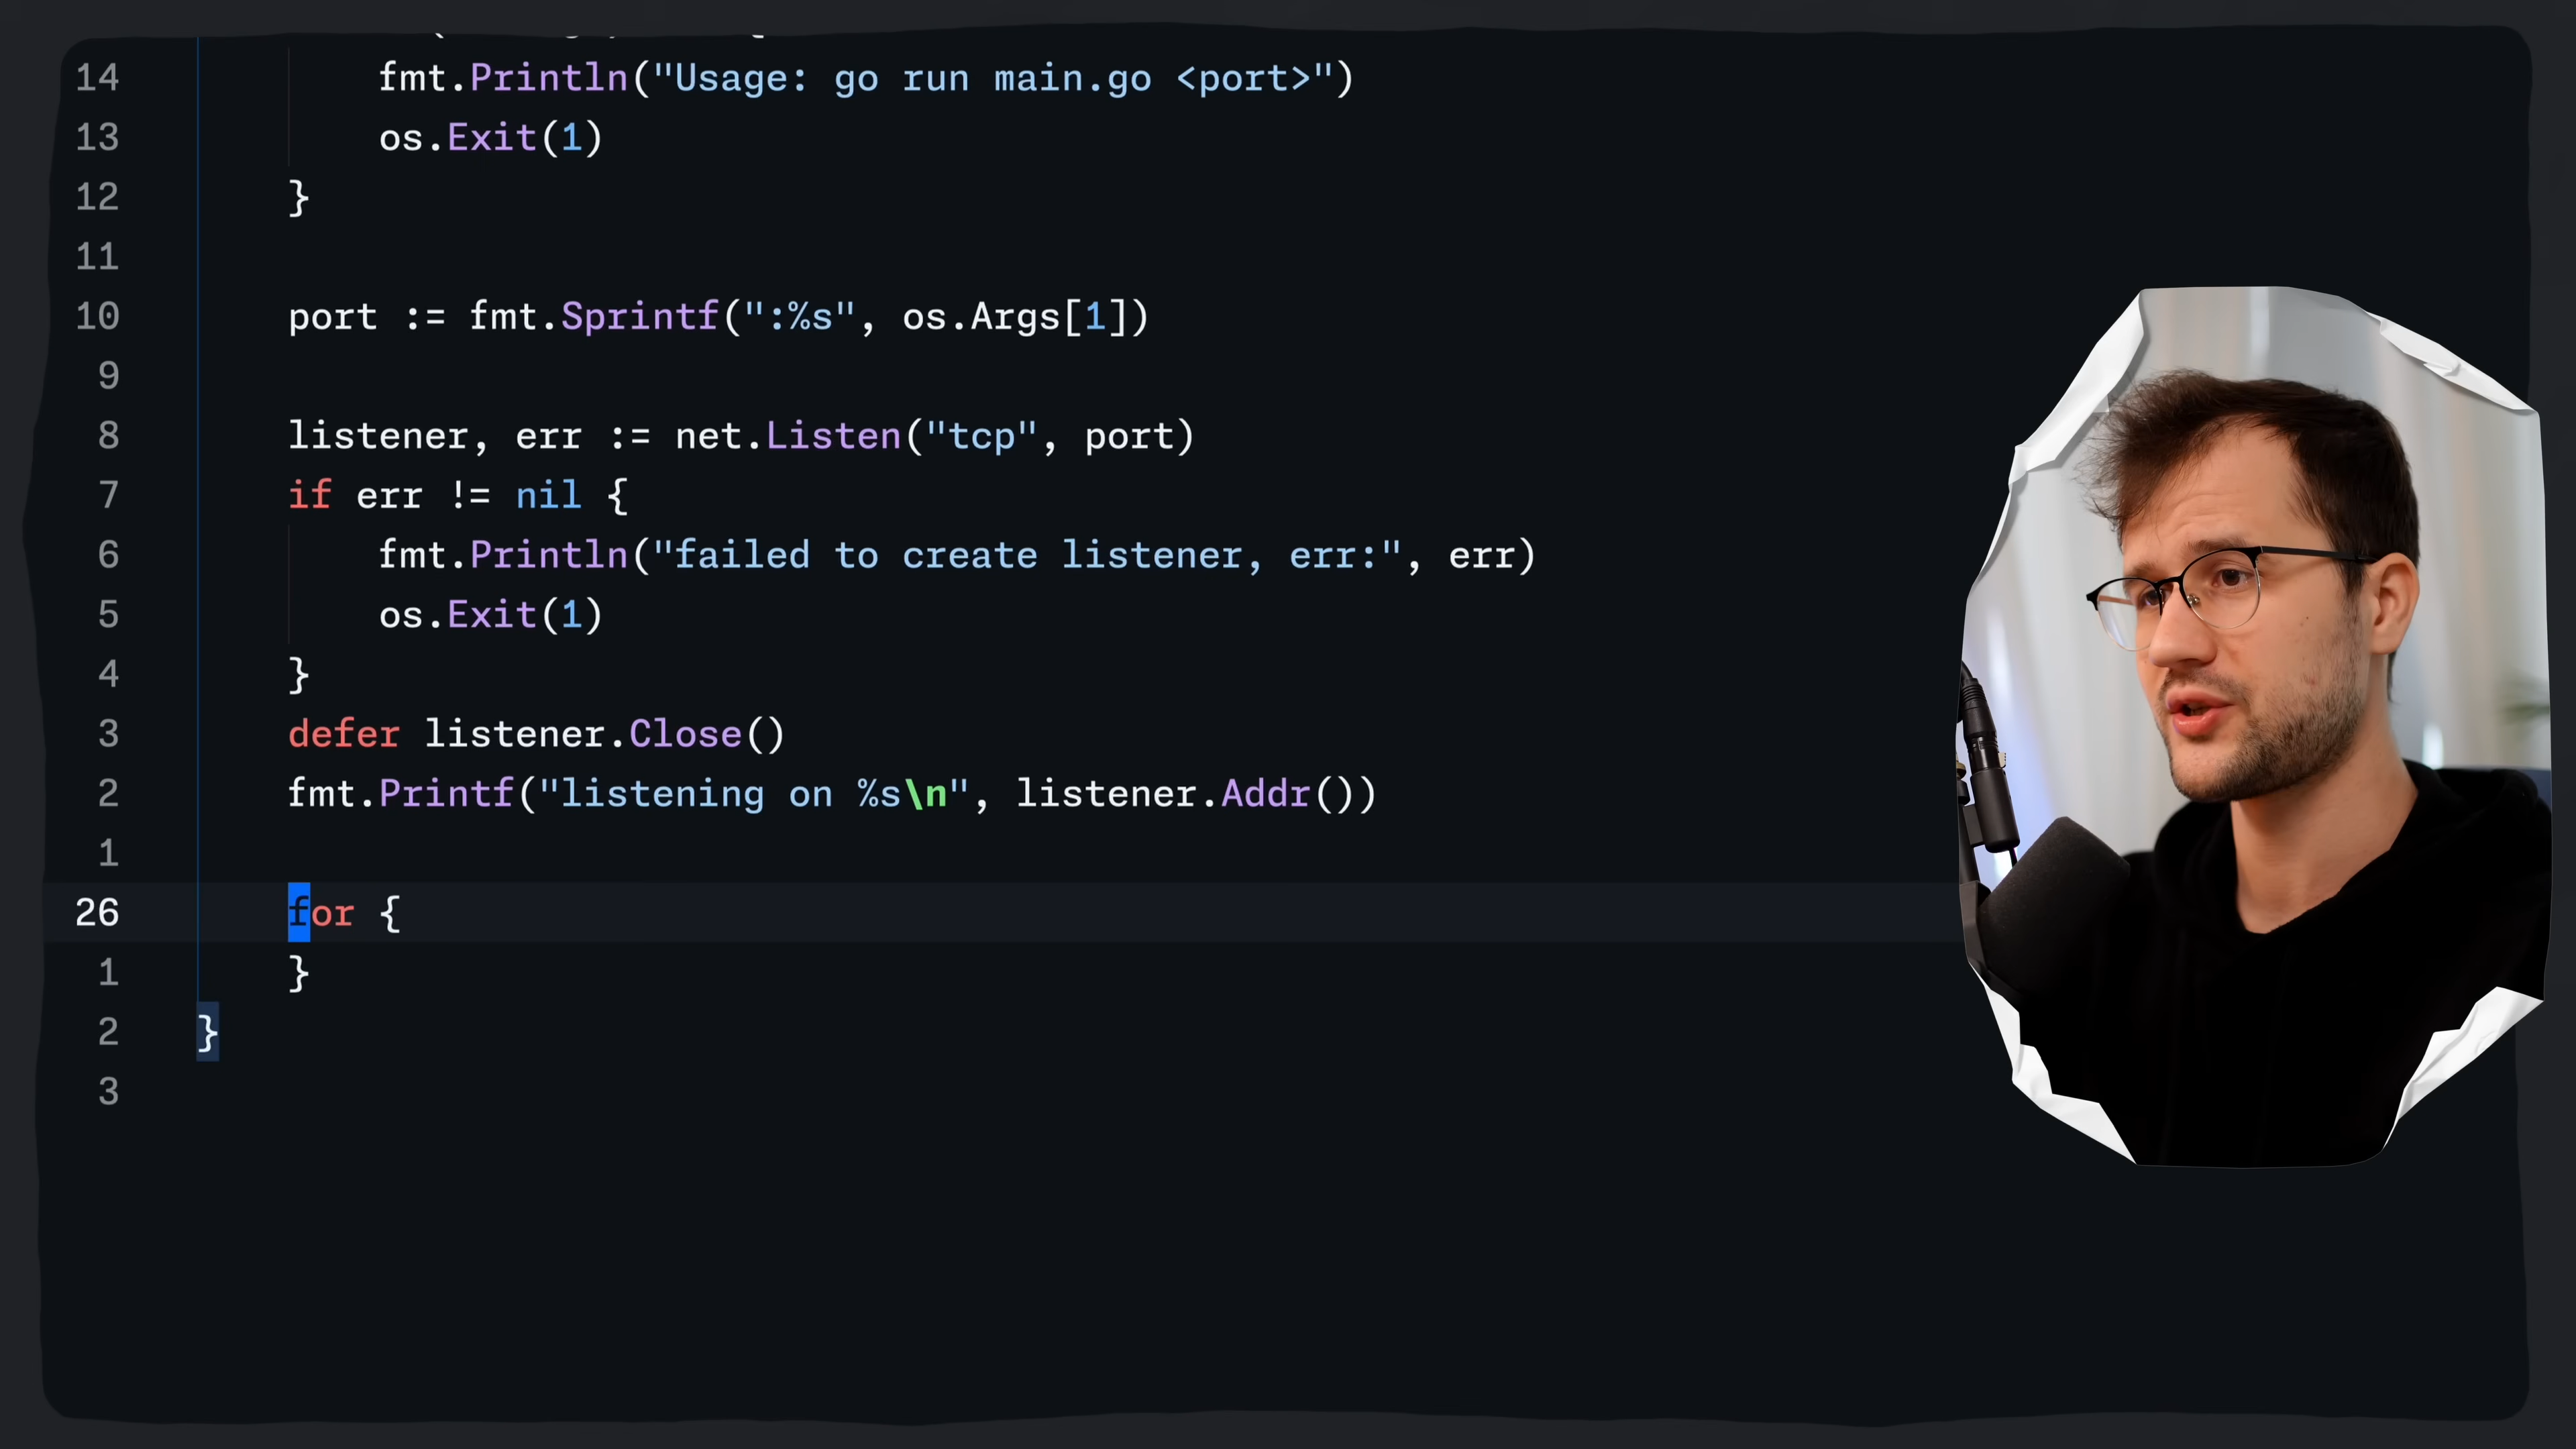 14 fmt.Println("Usage: go run main.go <port>")
13 os.Exit(1)
12 }
11
10 port := fmt.Sprintf(":%s", os.Args[1])
9
8 listener, err := net.Listen("tcp", port)
7 if err != nil {
6 fmt.Println("failed to create listener, err:", err)
5 os.Exit(1)
4 }
3 defer listener.Close()
2 fmt.Printf("listening on %s\n", listener.Addr())
1
26 for {
1 }
2 }
3